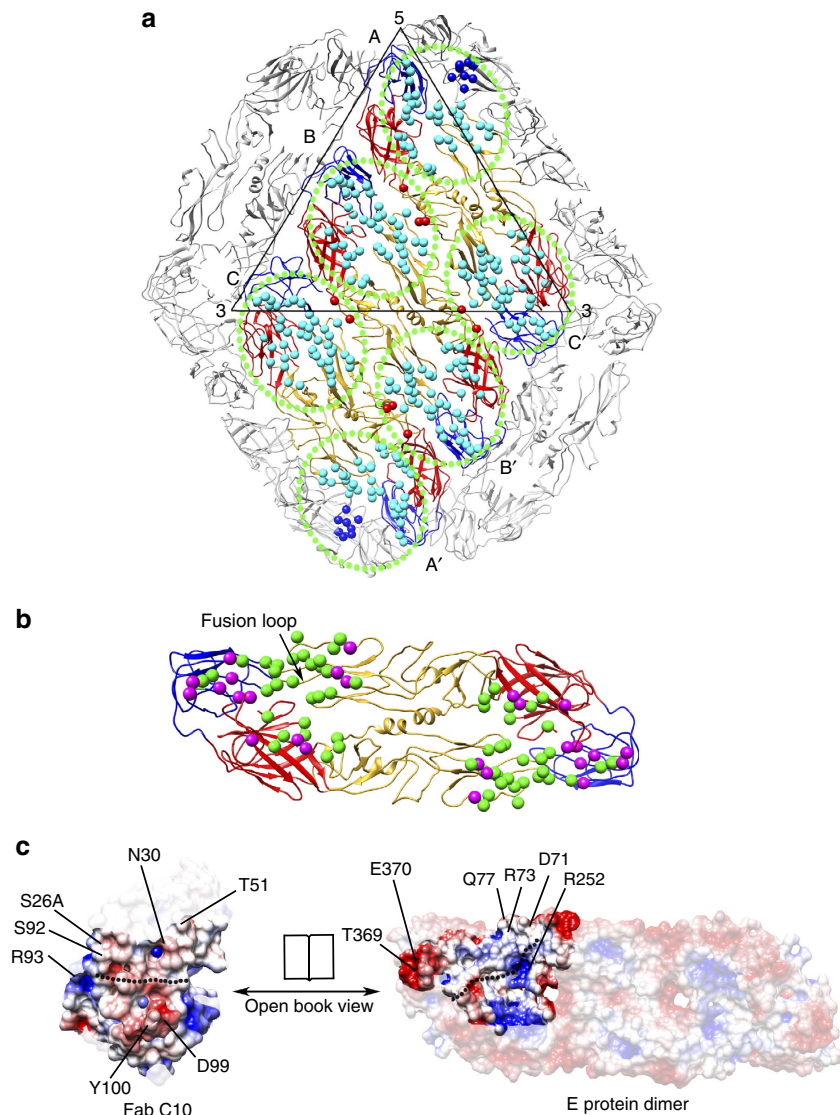 a
5
A
B
C
3
3
C′
B′
A′
b
Fusion loop
c
N30
T51
S26A
S92
R93
Y100
D99
Fab C10
Open book view
E370
T369
Q77
R73
D71
R252
E protein dimer